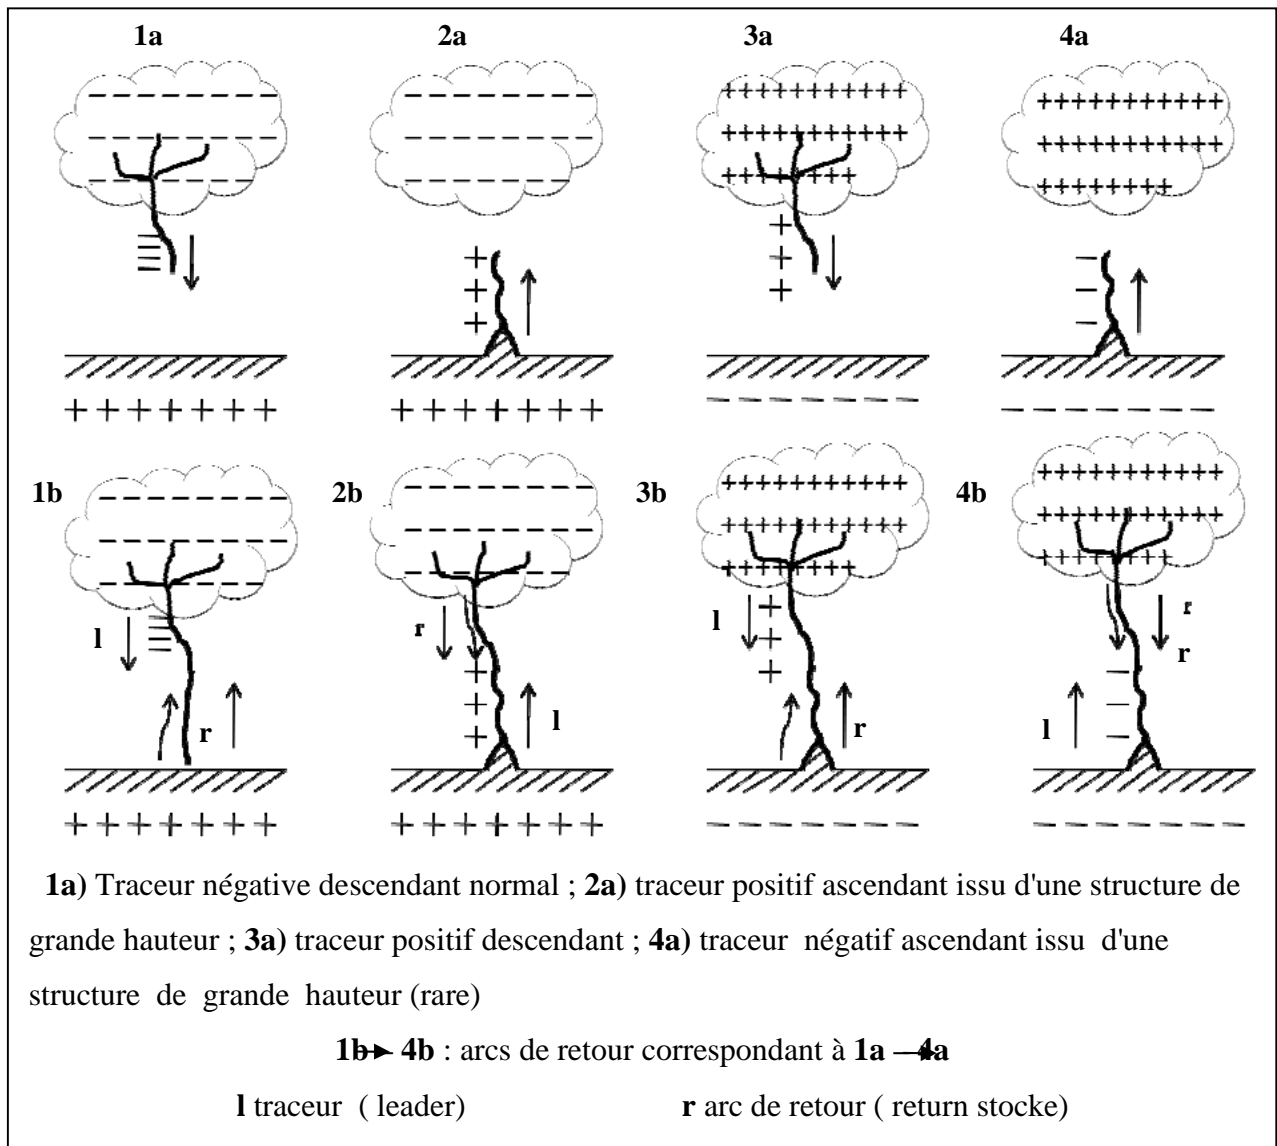 1a 2a 3a 4a
1b 2b 3b 4b
l r r l l r r r l
1a) Traceur négative descendant normal ; 2a) traceur positif ascendant issu d'une structure de
grande hauteur ; 3a) traceur positif descendant ; 4a) traceur négatif ascendant issu d'une
structure de grande hauteur (rare)
1b 4b : arcs de retour correspondant à 1a 4a
l traceur ( leader) r arc de retour ( return stocke)